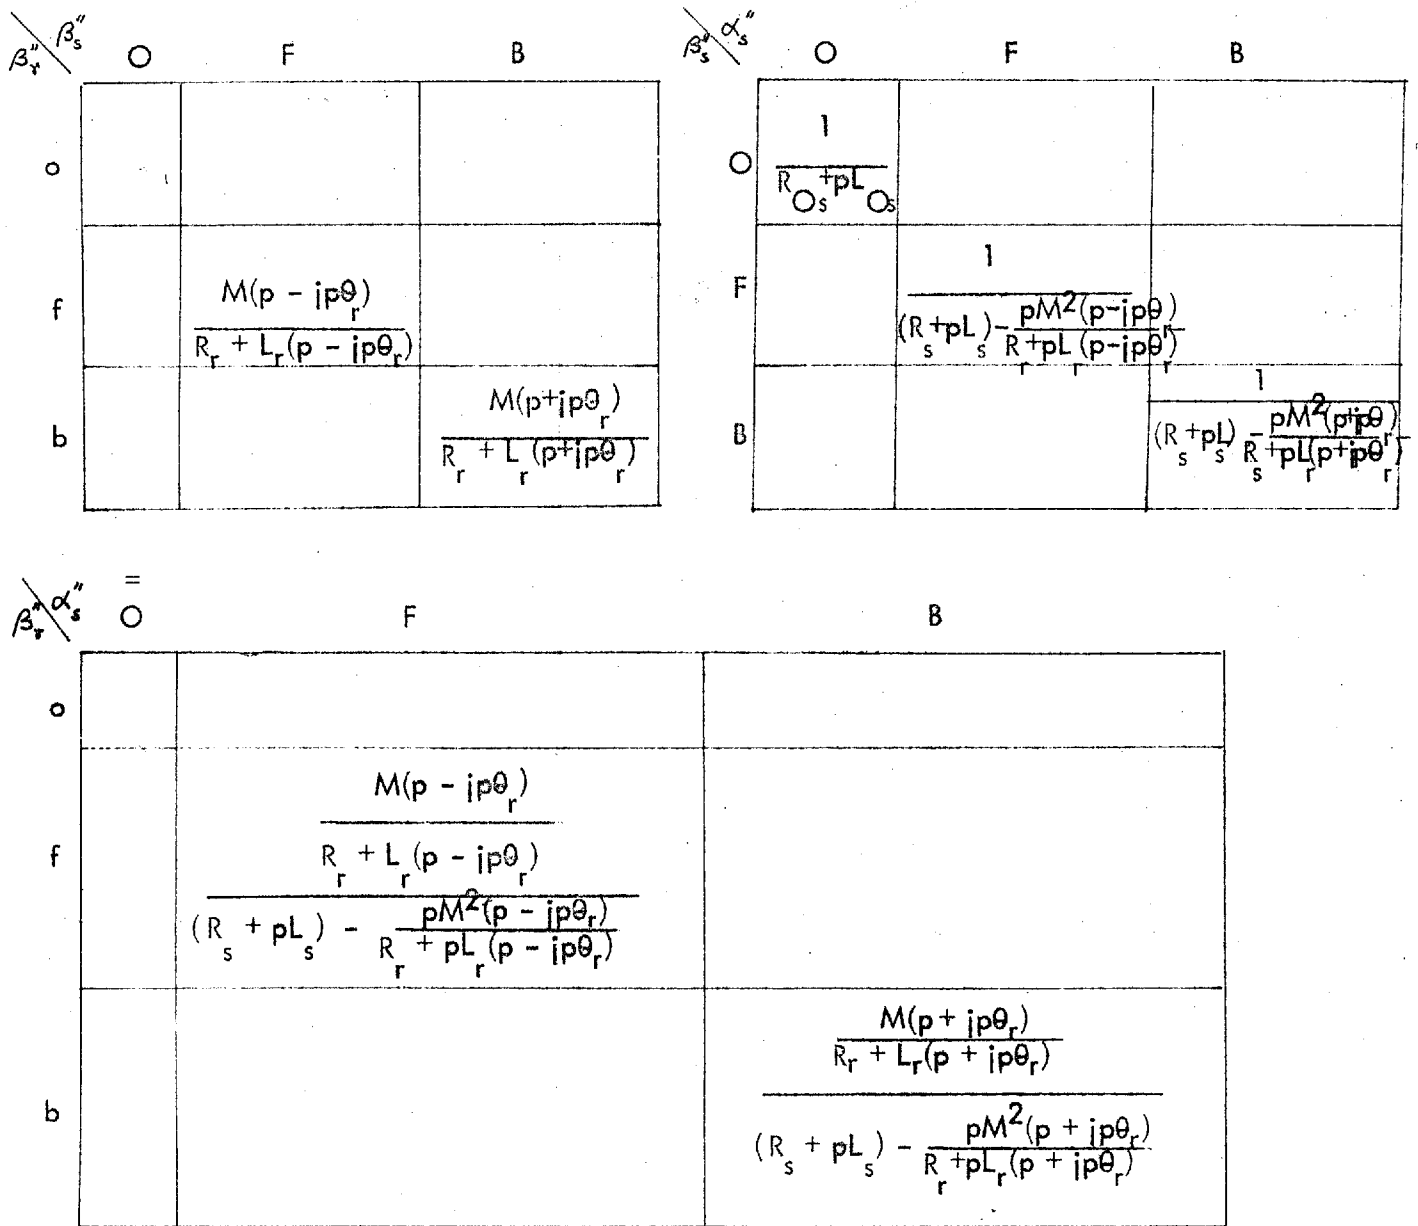 β"r β"s O F B
o
f M(p - jpθr) / Rr + Lr(p - jpθr)
b M(p+jpθr) / Rr + Lr(p+jpθr)
β"s α"s O F B
O 1 / ROs+pLOs
F 1 / (Rs+pLs)- pM²(p-jpθr) / Rr+pLr(p-jpθr)
B 1 / (Rs+pLs) - pM²(p+jpθr) / Rs+pLr(p+jpθr)
=
β"r α"s O F B
o
f M(p - jpθr) / Rr + Lr(p - jpθr) / (Rs + pLs) - pM²(p - jpθr) / Rr + pLr(p - jpθr)
b M(p + jpθr) / Rr + Lr(p + jpθr) / (Rs + pLs) - pM²(p + jpθr) / Rr +pLr(p + jpθr)